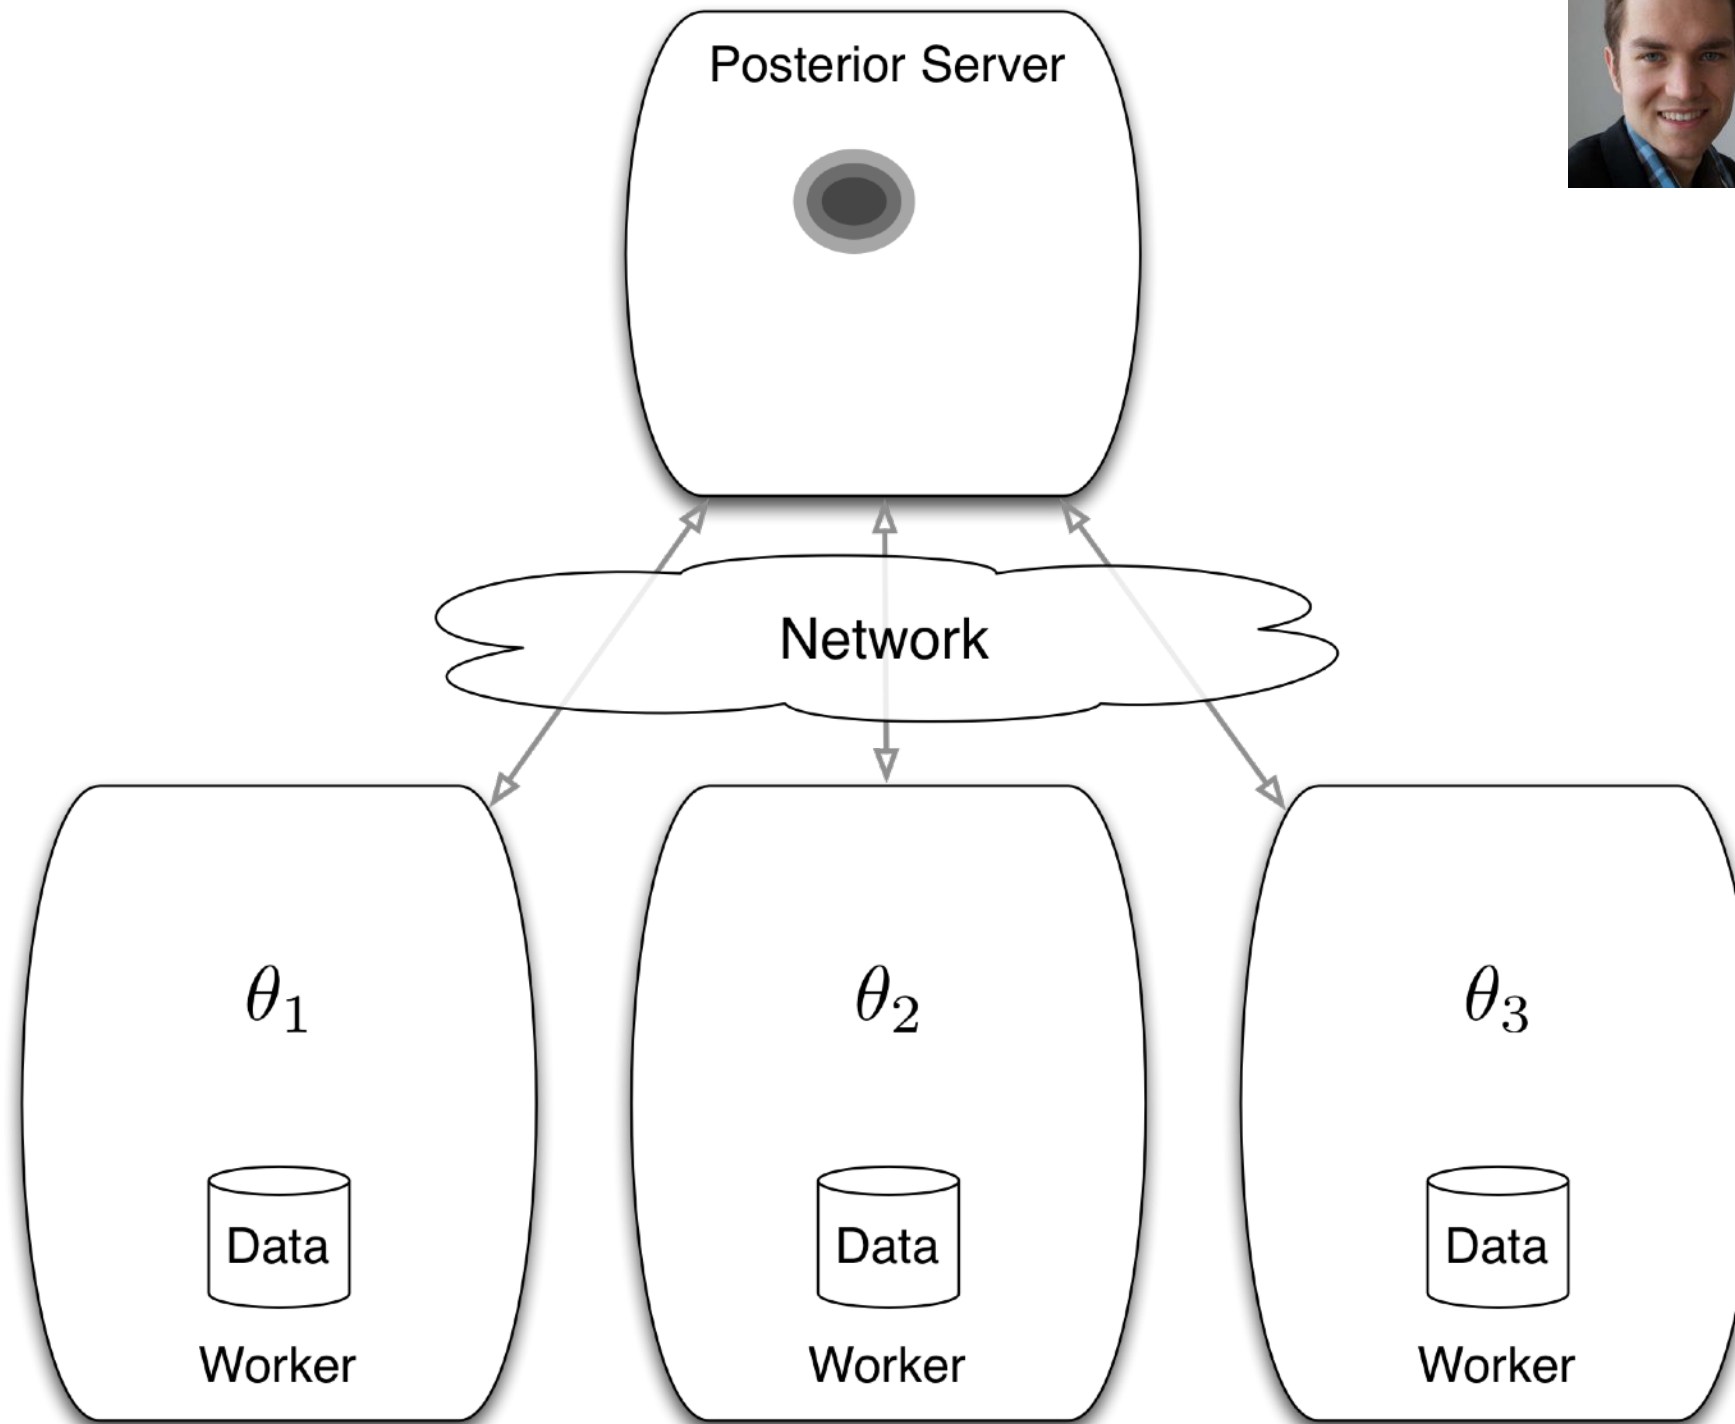 Posterior Server
Network
θ₁
θ₂
θ₃
Data
Data
Data
Worker
Worker
Worker